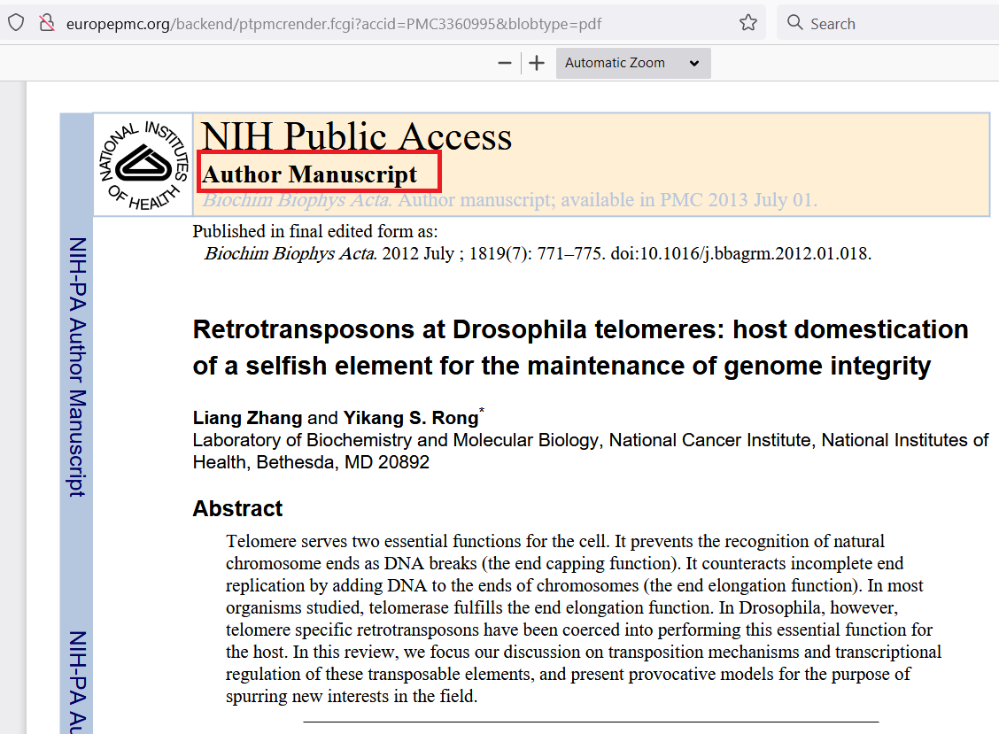 europepmc.org/backend/ptpmcrender.fcgi?accid=PMC3360995&blobtype=pdf
Search
Automatic Zoom
NATIONAL INSTITUTES OF HEALTH
NIH Public Access
Author Manuscript
Biochim Biophys Acta. Author manuscript; available in PMC 2013 July 01.
Published in final edited form as:
Biochim Biophys Acta. 2012 July ; 1819(7): 771–775. doi:10.1016/j.bbagrm.2012.01.018.
Retrotransposons at Drosophila telomeres: host domestication
of a selfish element for the maintenance of genome integrity
Liang Zhang and Yikang S. Rong*
Laboratory of Biochemistry and Molecular Biology, National Cancer Institute, National Institutes of
Health, Bethesda, MD 20892
Abstract
Telomere serves two essential functions for the cell. It prevents the recognition of natural
chromosome ends as DNA breaks (the end capping function). It counteracts incomplete end
replication by adding DNA to the ends of chromosomes (the end elongation function). In most
organisms studied, telomerase fulfills the end elongation function. In Drosophila, however,
telomere specific retrotransposons have been coerced into performing this essential function for
the host. In this review, we focus our discussion on transposition mechanisms and transcriptional
regulation of these transposable elements, and present provocative models for the purpose of
spurring new interests in the field.
NIH-PA Author Manuscript
NIH-PA Au